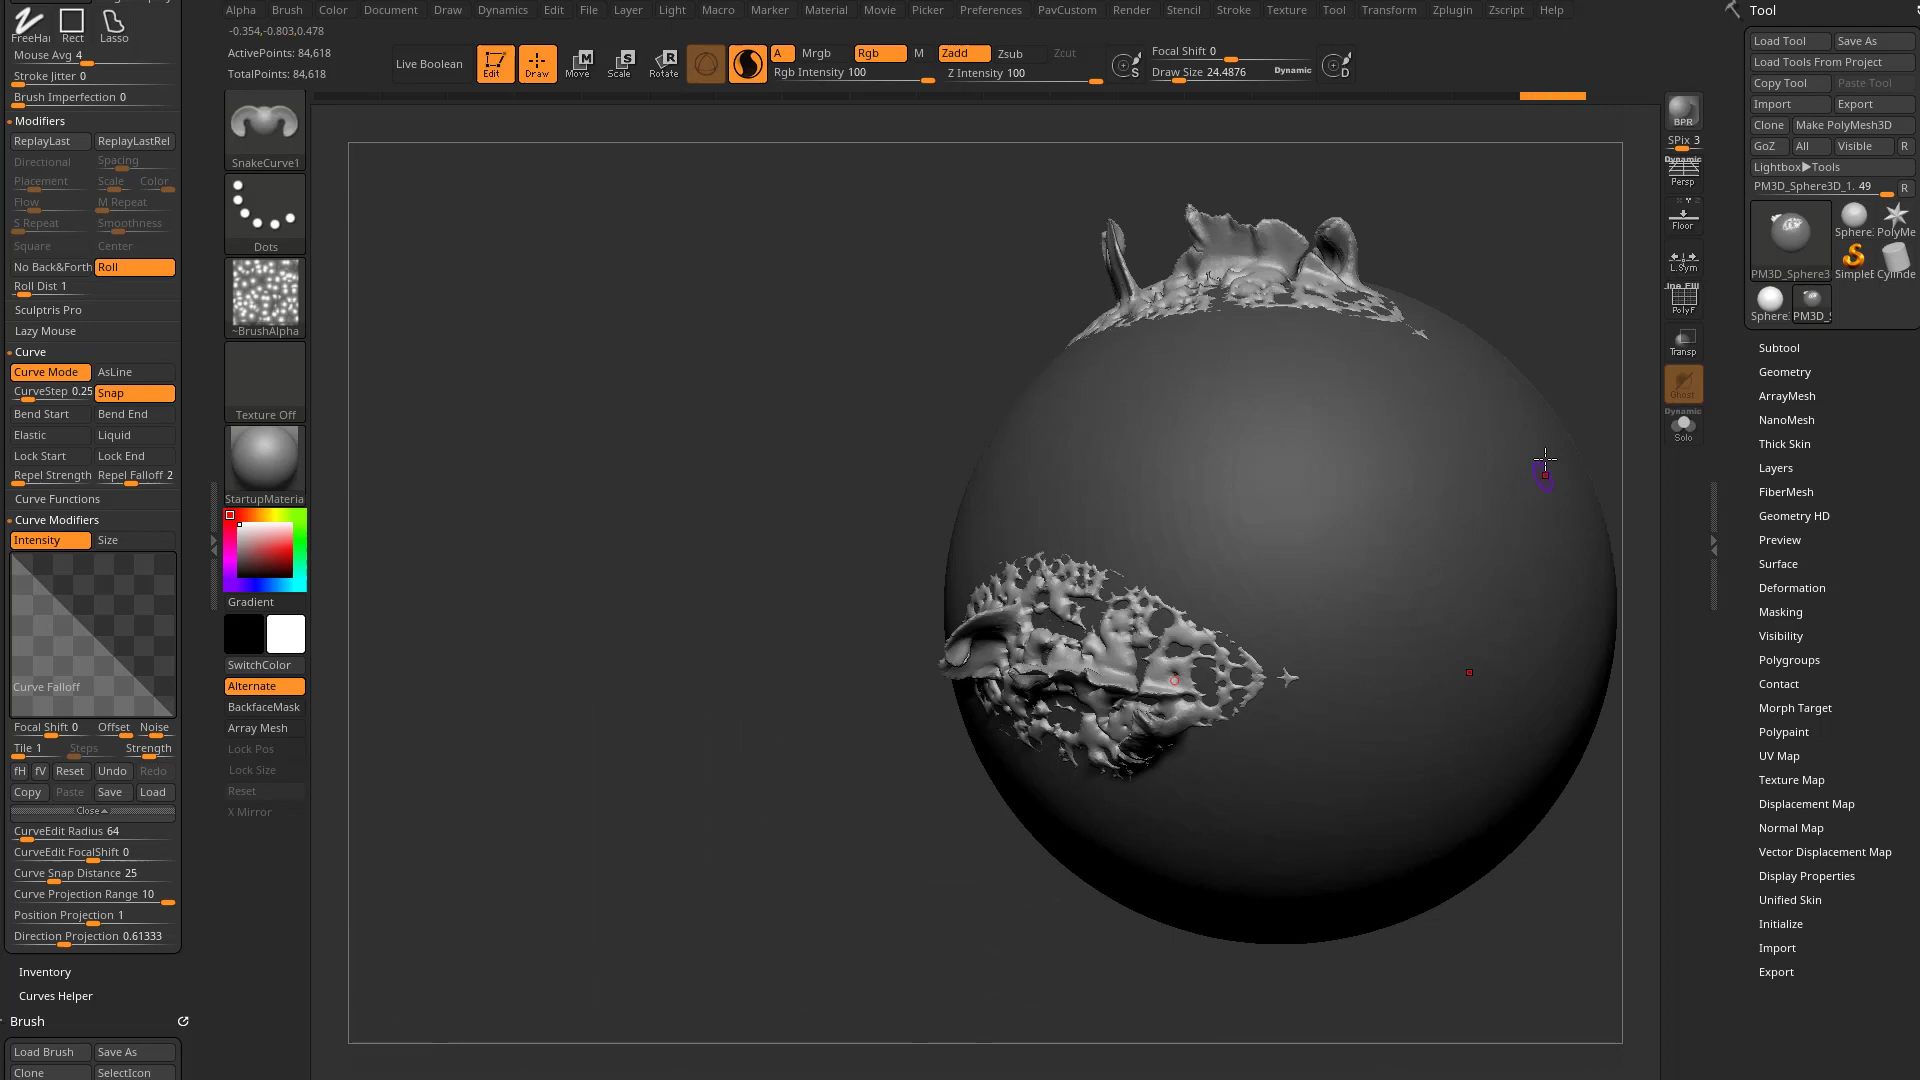 Alpha Brush Color Document Draw Dynamics Edit File Layer Light Macro Marker Material Movie Picker Preferences PavCustom Render Stencil Stroke Texture Tool Transform Zplugin Zscript Help
-0.354,-0.803,0.478
ActivePoints: 84,618
TotalPoints: 84,618
Live Boolean
Edit
Draw
Move
Scale
Rotate
A
Mrgb
Rgb
M
Zadd
Zsub
Zcut
Rgb Intensity 100
Z Intensity 100
Focal Shift 0
Draw Size 24.4876
Dynamic
FreeHa
Rect
Lasso
Mouse Avg 4
Stroke Jitter 0
Brush Imperfection 0
Modifiers
ReplayLast ReplayLastRel
Directional Spacing
Placement Scale Color
Flow M Repeat
S Repeat Smoothness
Square Center
No Back&Forth Roll
Roll Dist 1
Sculptris Pro
Lazy Mouse
Curve
Curve Mode AsLine
CurveStep 0.25 Snap
Bend Start Bend End
Elastic Liquid
Lock Start Lock End
Repel Strength Repel Falloff 2
Curve Functions
Curve Modifiers
Intensity Size
Curve Falloff
Focal Shift 0 Offset Noise
Tile 1 Steps Strength
fH fV Reset Undo Redo
Copy Paste Save Load
Close
CurveEdit Radius 64
CurveEdit FocalShift 0
Curve Snap Distance 25
Curve Projection Range 10
Position Projection 1
Direction Projection 0.61333
Inventory
Curves Helper
Brush
Load Brush Save As
Clone SelectIcon
SnakeCurve1
Dots
~BrushAlpha
Texture Off
StartupMateria
Gradient
SwitchColor
Alternate
BackfaceMask
Array Mesh
Lock Pos
Lock Size
Reset
X Mirror
BPR
SPix 3
Dynamic
Persp
Floor
L.Sym
PolyF
Transp
Ghost
Dynamic
Solo
Tool
Load Tool Save As
Load Tools From Project
Copy Tool Paste Tool
Import Export
Clone Make PolyMesh3D
GoZ All Visible R
Lightbox▶Tools
PM3D_Sphere3D_1. 49 R
PM3D_Sphere3
Sphere.
PolyMe
SimpleE
Cylinde
Sphere.
PM3D_S
Subtool
Geometry
ArrayMesh
NanoMesh
Thick Skin
Layers
FiberMesh
Geometry HD
Preview
Surface
Deformation
Masking
Visibility
Polygroups
Contact
Morph Target
Polypaint
UV Map
Texture Map
Displacement Map
Normal Map
Vector Displacement Map
Display Properties
Unified Skin
Initialize
Import
Export